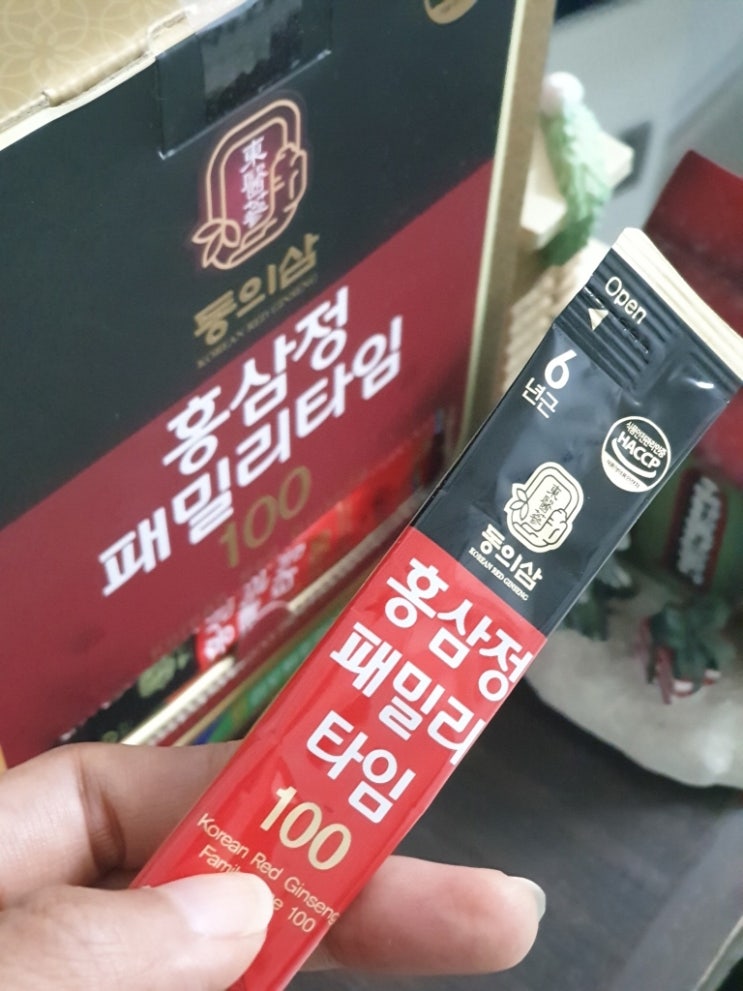 東醫蔘
동의삼
KOREAN RED GINSENG
홍삼정
패밀리타임
100
Open
6
년근
HACCP
東醫蔘
동의삼
KOREAN RED GINSENG
홍삼정
패밀리
타임
100
Korean Red Ginseng
100